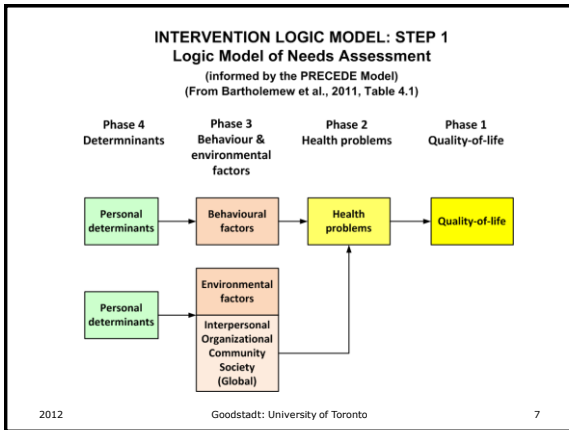 INTERVENTION LOGIC MODEL: STEP 1
Logic Model of Needs Assessment
(informed by the PRECEDE Model)
(From Bartholemew et al., 2011, Table 4.1)
Phase 4
Determninants
Phase 3
Behaviour &
environmental
factors
Phase 2
Health problems
Phase 1
Quality-of-life
Personal
determinants
Behavioural
factors
Health
problems
Quality-of-life
Personal
determinants
Environmental
factors
Interpersonal
Organizational
Community
Society
(Global)
2012
Goodstadt: University of Toronto
7